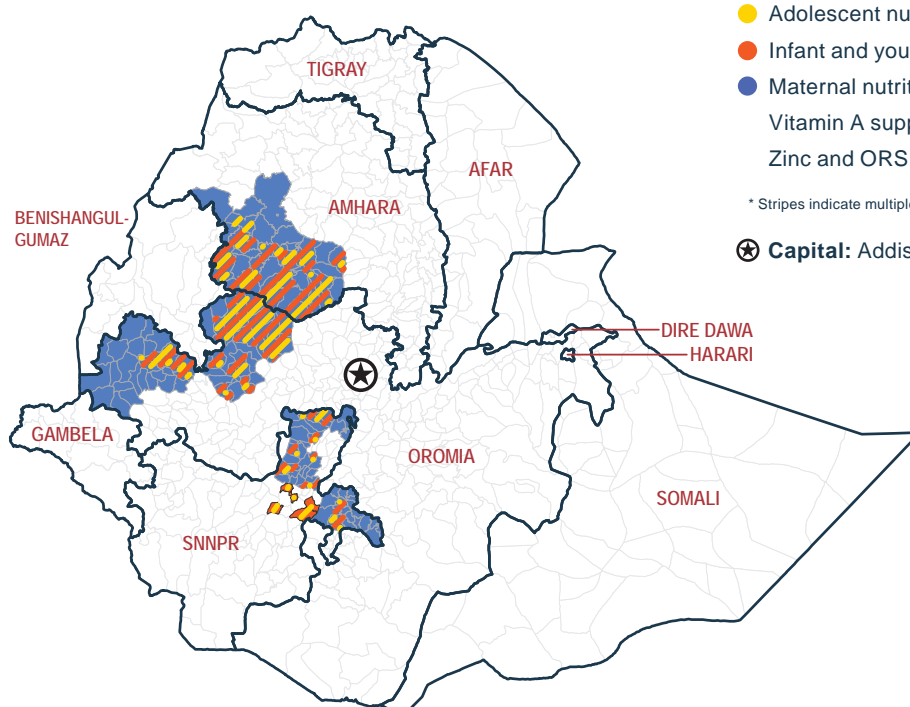 Adolescent nu
Infant and you
Maternal nutrit
Vitamin A supp
Zinc and ORS
* Stripes indicate multiple
Capital: Addis
TIGRAY
AFAR
AMHARA
BENISHANGUL-
GUMAZ
DIRE DAWA
HARARI
GAMBELA
OROMIA
SOMALI
SNNPR